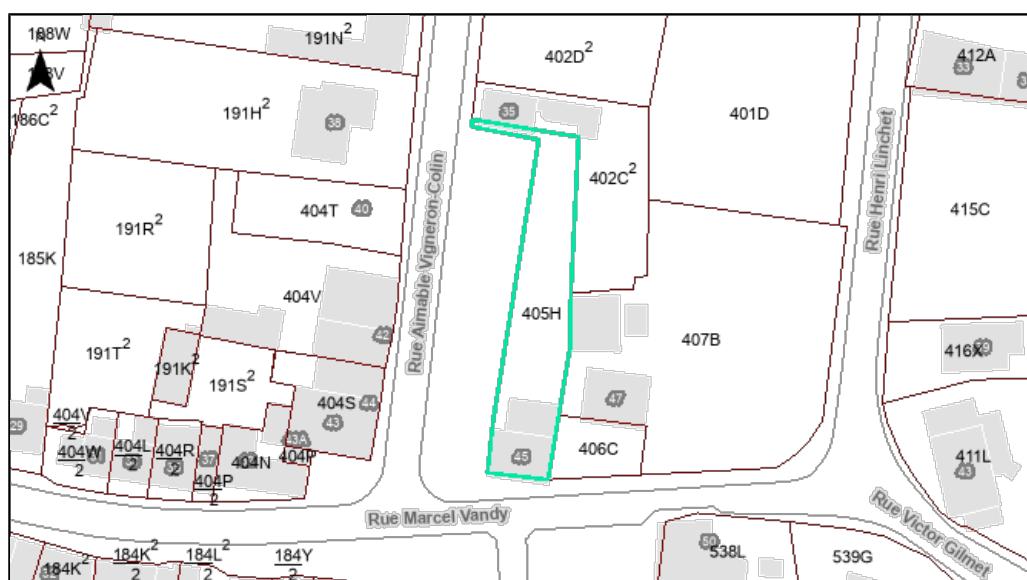 188W
191N²
402D²
412A
33
N
186C²
191H²
38
35
401D
402C²
415C
404T
40
191R²
185K
404V
405H
42
407B
191T²
191K²
191S²
416X
404S
44
43
47
29
404V
2
43A
404W
2
404L
2
404R
2
37
404N
404P
404P
2
45
406C
411L
43
Rue Aimable Vigneron-Colin
Rue Henri Linchet
Rue Marcel Vandy
Rue Victor Gilmet
184K²
184K²
2
184L²
2
184Y
2
50
538L
539G